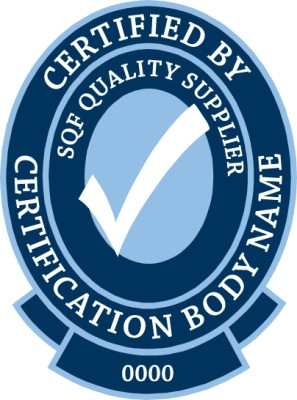 CERTIFIED BY
SQF QUALITY SUPPLIER
CERTIFICATION BODY NAME
0000